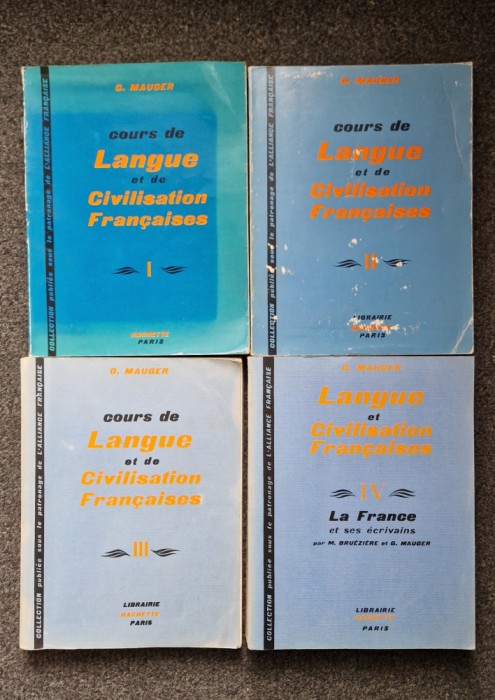 COLLECTION publiée sous le patronage de L'ALLIANCE FRANÇAISE
G. MAUGER
cours de
Langue
et de
Civilisation
Françaises
I
HACHETTE
PARIS
COLLECTION publiée sous le patronage de L'ALLIANCE FRANÇAISE
G. MAUGER
cours de
Langue
et de
Civilisation
Françaises
II
LIBRAIRIE
HACHETTE
PARIS
COLLECTION publiée sous le patronage de L'ALLIANCE FRANÇAISE
G. MAUGER
cours de
Langue
et de
Civilisation
Françaises
III
LIBRAIRIE
HACHETTE
PARIS
COLLECTION publiée sous le patronage de L'ALLIANCE FRANÇAISE
G. MAUGER
Langue
et
Civilisation
Françaises
IV
La France
et ses écrivains
par M. BRUÉZIÈRE et G. MAUGER
LIBRAIRIE
HACHETTE
PARIS